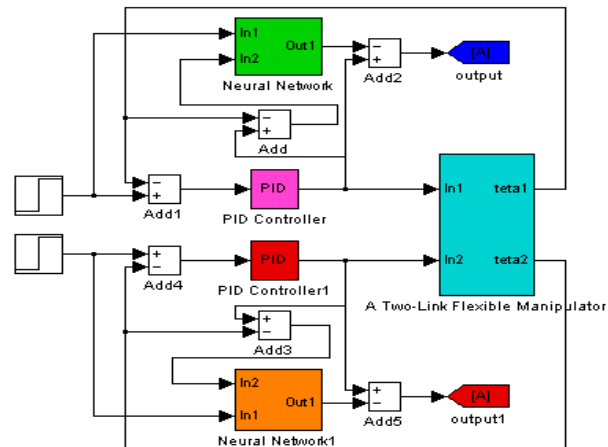 In1
In2
Out1
Neural Network
Add2
[A]
output
Add
Add1
PID
PID Controller
In1
In2
teta1
teta2
A Two-Link Flexible Manipulator
Add4
PID
PID Controller1
Add3
In2
In1
Out1
Neural Network1
Add5
[A]
output1